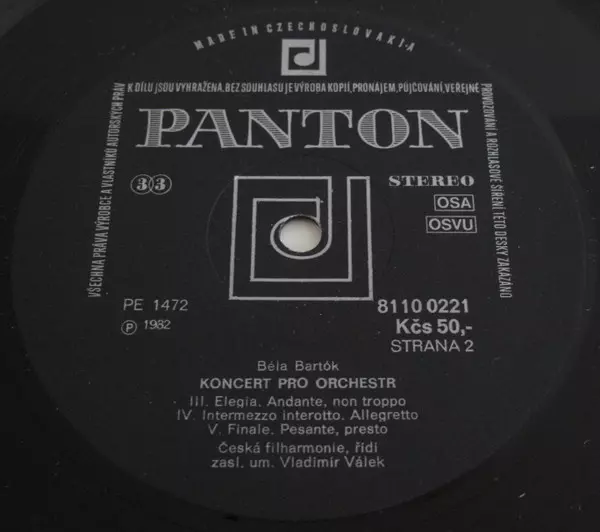 MADE IN CZECHOSLOVAKIA
VŠECHNA PRÁVA VÝROBCE A VLASTNÍKŮ AUTORSKÝCH PRÁV
K DÍLU JSOU VYHRAŽENA, BEZ SOUHLASU JE VÝROBA KOPIÍ, PRONÁJEM, PŮJČOVÁNÍ, VEŘEJNÉ
PROVOZOVÁNÍ A ROZHLASOVÉ ŠÍŘENÍ TÉTO DESKY ZAKÁZÁNO
PANTON
33
STEREO
OSA
OSVU
PE 1472
Ⓟ 1982
8110 0221
Kčs 50,-
STRANA 2
Béla Bartók
KONCERT PRO ORCHESTR
III. Elegia. Andante, non troppo
IV. Intermezzo interotto. Allegretto
V. Finale. Pesante, presto
Česká filharmonie, řídí
zasl. um. Vladimír Válek